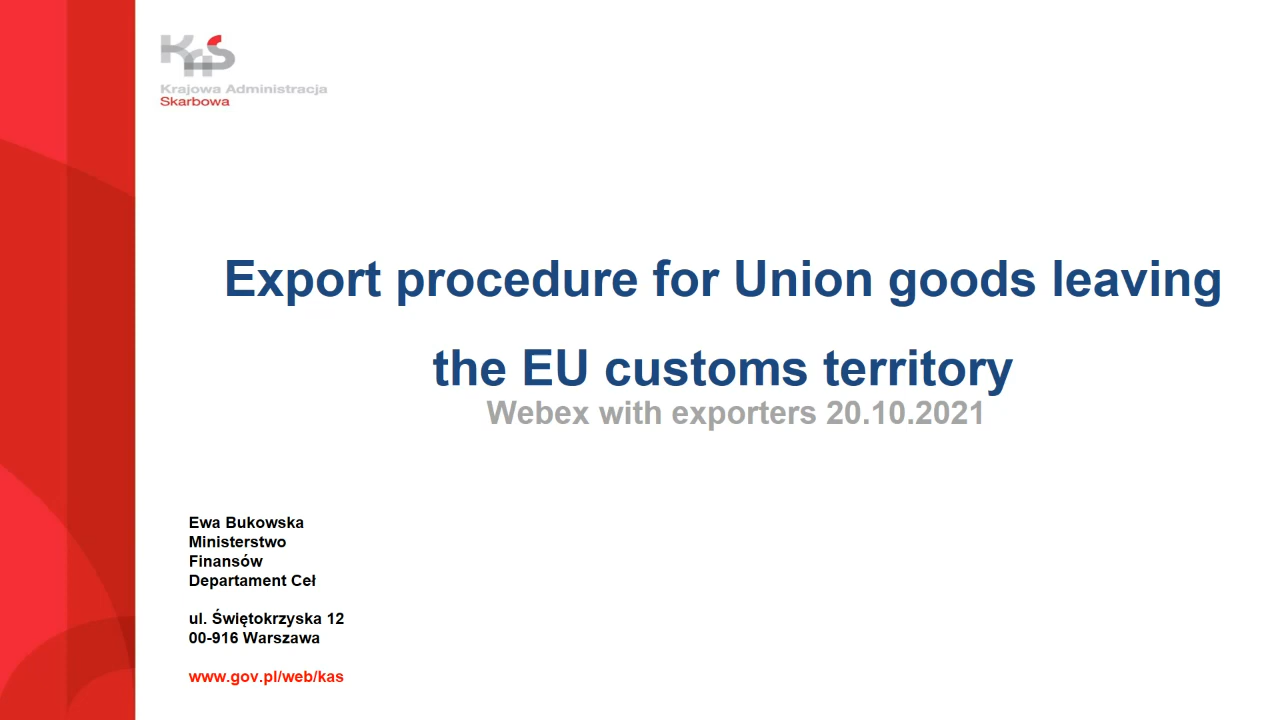 KAS
Krajowa Administracja
Skarbowa
Export procedure for Union goods leaving
the EU customs territory
Webex with exporters 20.10.2021
Ewa Bukowska
Ministerstwo
Finansów
Departament Ceł
ul. Świętokrzyska 12
00-916 Warszawa
www.gov.pl/web/kas